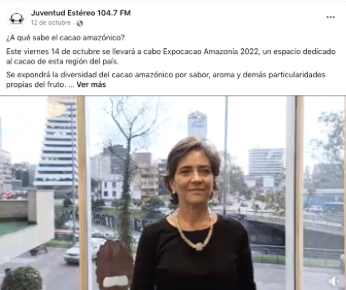 Juventud Estéreo 104.7 FM
12 de octubre ·
¿A qué sabe el cacao amazónico?
Este viernes 14 de octubre se llevará a cabo Expocacao Amazonía 2022, un espacio dedicado
al cacao de esta región del país.
Se expondrá la diversidad del cacao amazónico por sabor, aroma y demás particularidades
propias del fruto. ... Ver más